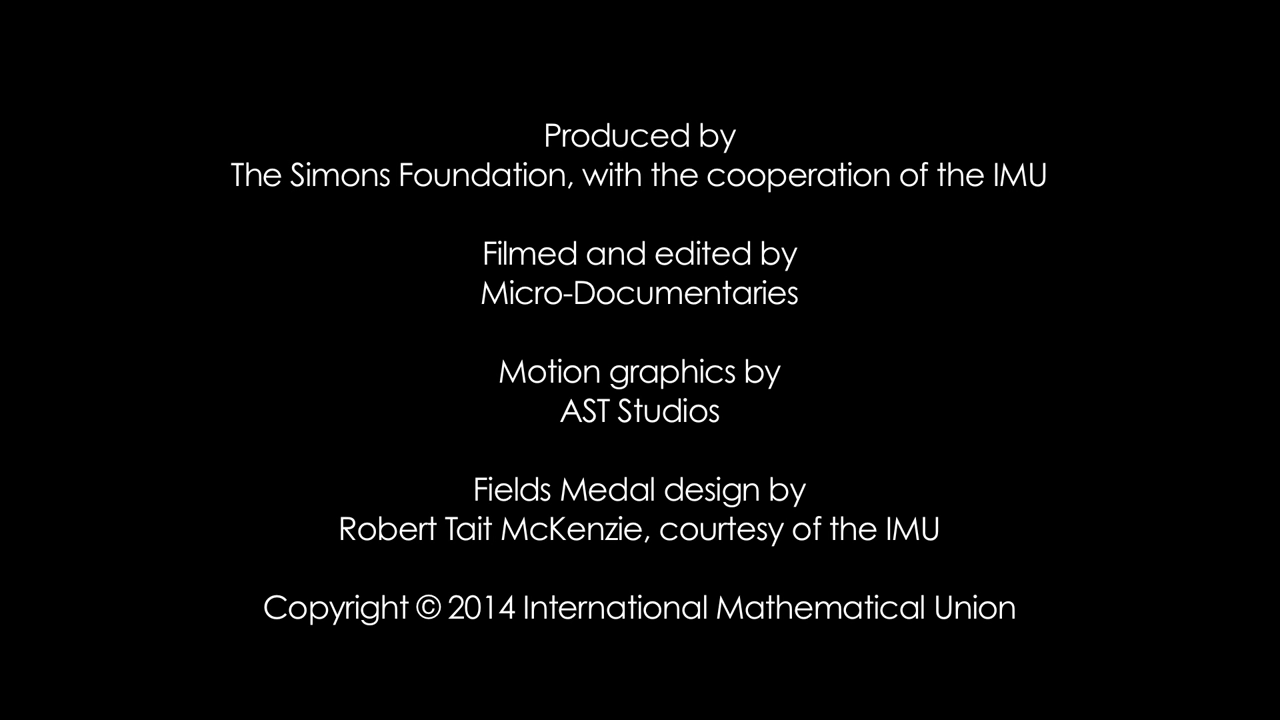 Produced by
The Simons Foundation, with the cooperation of the IMU
Filmed and edited by
Micro-Documentaries
Motion graphics by
AST Studios
Fields Medal design by
Robert Tait McKenzie, courtesy of the IMU
Copyright © 2014 International Mathematical Union